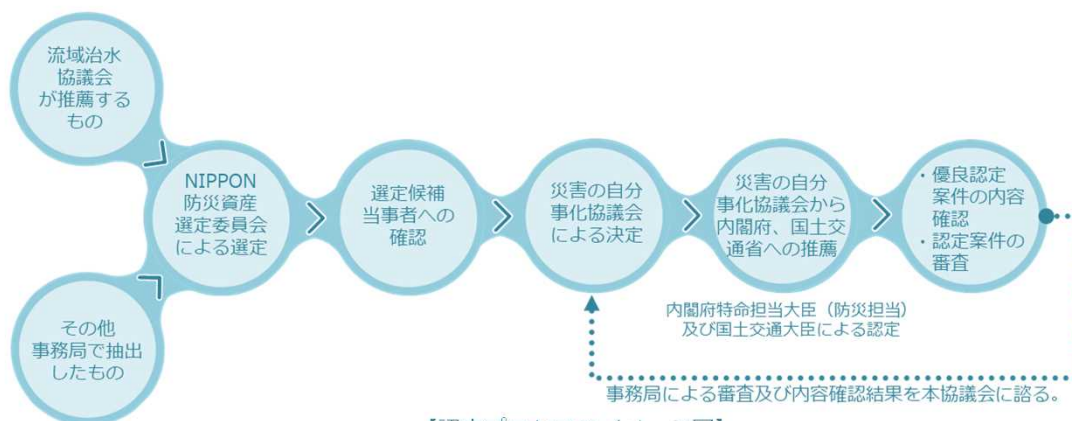 流域治水
協議会
が推薦する
もの
その他
事務局で抽出
したもの
NIPPON
防災資産
選定委員会
による選定
選定候補
当事者への
確認
災害の自分
事化協議会
による決定
災害の自分
事化協議会から
内閣府、国土交
通省への推薦
・優良認定
案件の内容
確認
・認定案件の
審査
内閣府特命担当大臣（防災担当）
及び国土交通大臣による認定
事務局による審査及び内容確認結果を本協議会に諮る。